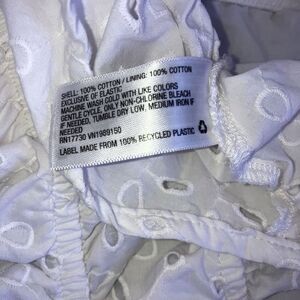 SHELL: 100% COTTON / LINING: 100% COTTON
EXCLUSIVE OF ELASTIC
MACHINE WASH COLD WITH LIKE COLORS
GENTLE CYCLE, ONLY NON-CHLORINE BLEACH
IF NEEDED, TUMBLE DRY LOW, MEDIUM IRON IF
NEEDED
RN17730 VN1989150
LABEL MADE FROM 100% RECYCLED PLASTIC